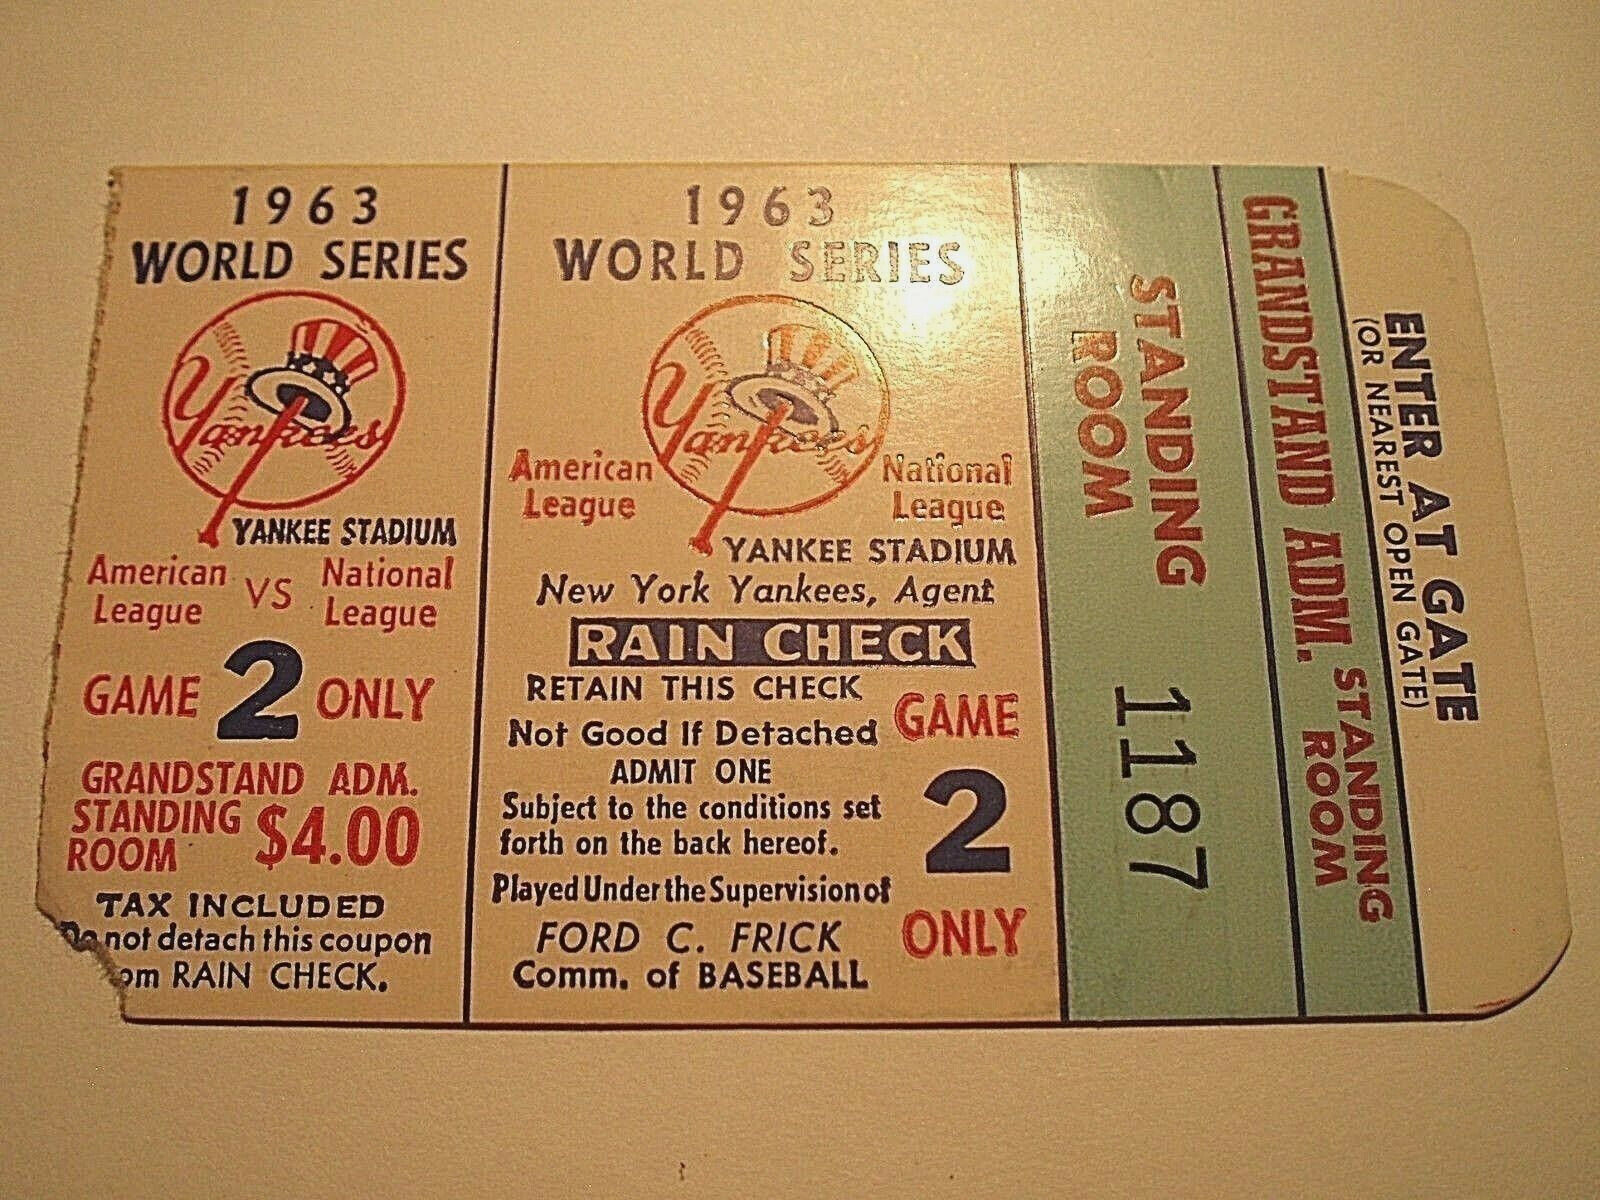 1963
WORLD SERIES
Yankees
YANKEE STADIUM
American League VS National League
GAME 2 ONLY
GRANDSTAND ADM.
STANDING ROOM $4.00
TAX INCLUDED
Do not detach this coupon
om RAIN CHECK.
1963
WORLD SERIES
Yankees
American League
National League
YANKEE STADIUM
New York Yankees, Agent
RAIN CHECK
RETAIN THIS CHECK
Not Good If Detached
ADMIT ONE
Subject to the conditions set
forth on the back hereof.
GAME
2
ONLY
Played Under the Supervision of
FORD C. FRICK
Comm. of BASEBALL
STANDING
ROOM
1187
GRANDSTAND ADM. STANDING ROOM
ENTER AT GATE
(OR NEAREST OPEN GATE)